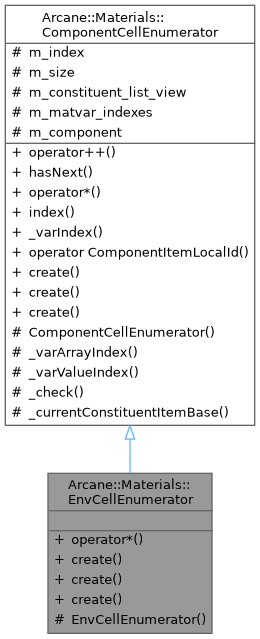 Arcane::Materials::
ComponentCellEnumerator
# m_index
# m_size
# m_constituent_list_view
# m_matvar_indexes
# m_component
+ operator++()
+ hasNext()
+ operator*()
+ index()
+ _varIndex()
+ operator ComponentItemLocalId()
+ create()
+ create()
+ create()
# ComponentCellEnumerator()
# _varArrayIndex()
# _varValueIndex()
# _check()
# _currentConstituentItemBase()
Arcane::Materials::
EnvCellEnumerator
+ operator*()
+ create()
+ create()
+ create()
# EnvCellEnumerator()